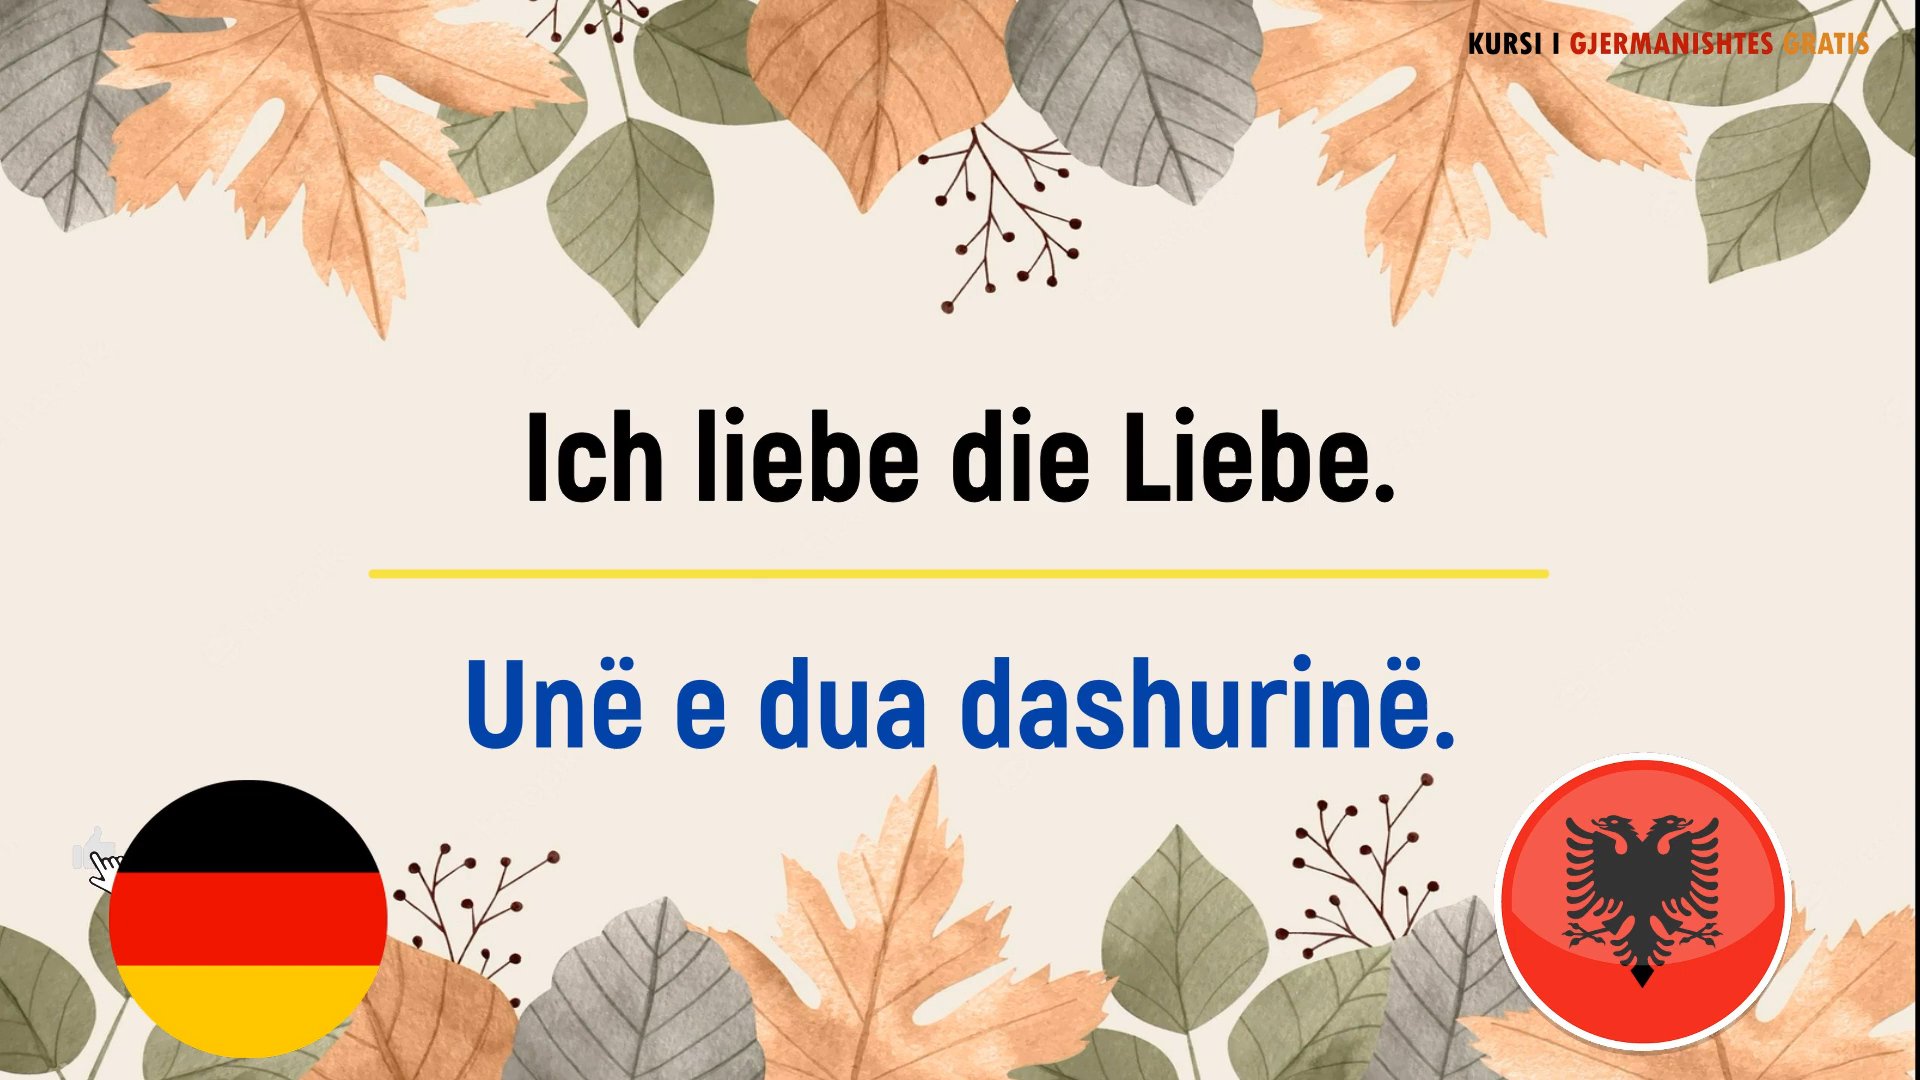 KURSI I GJERMANISHTES GRATIS
Ich liebe die Liebe.
Unë e dua dashurinë.